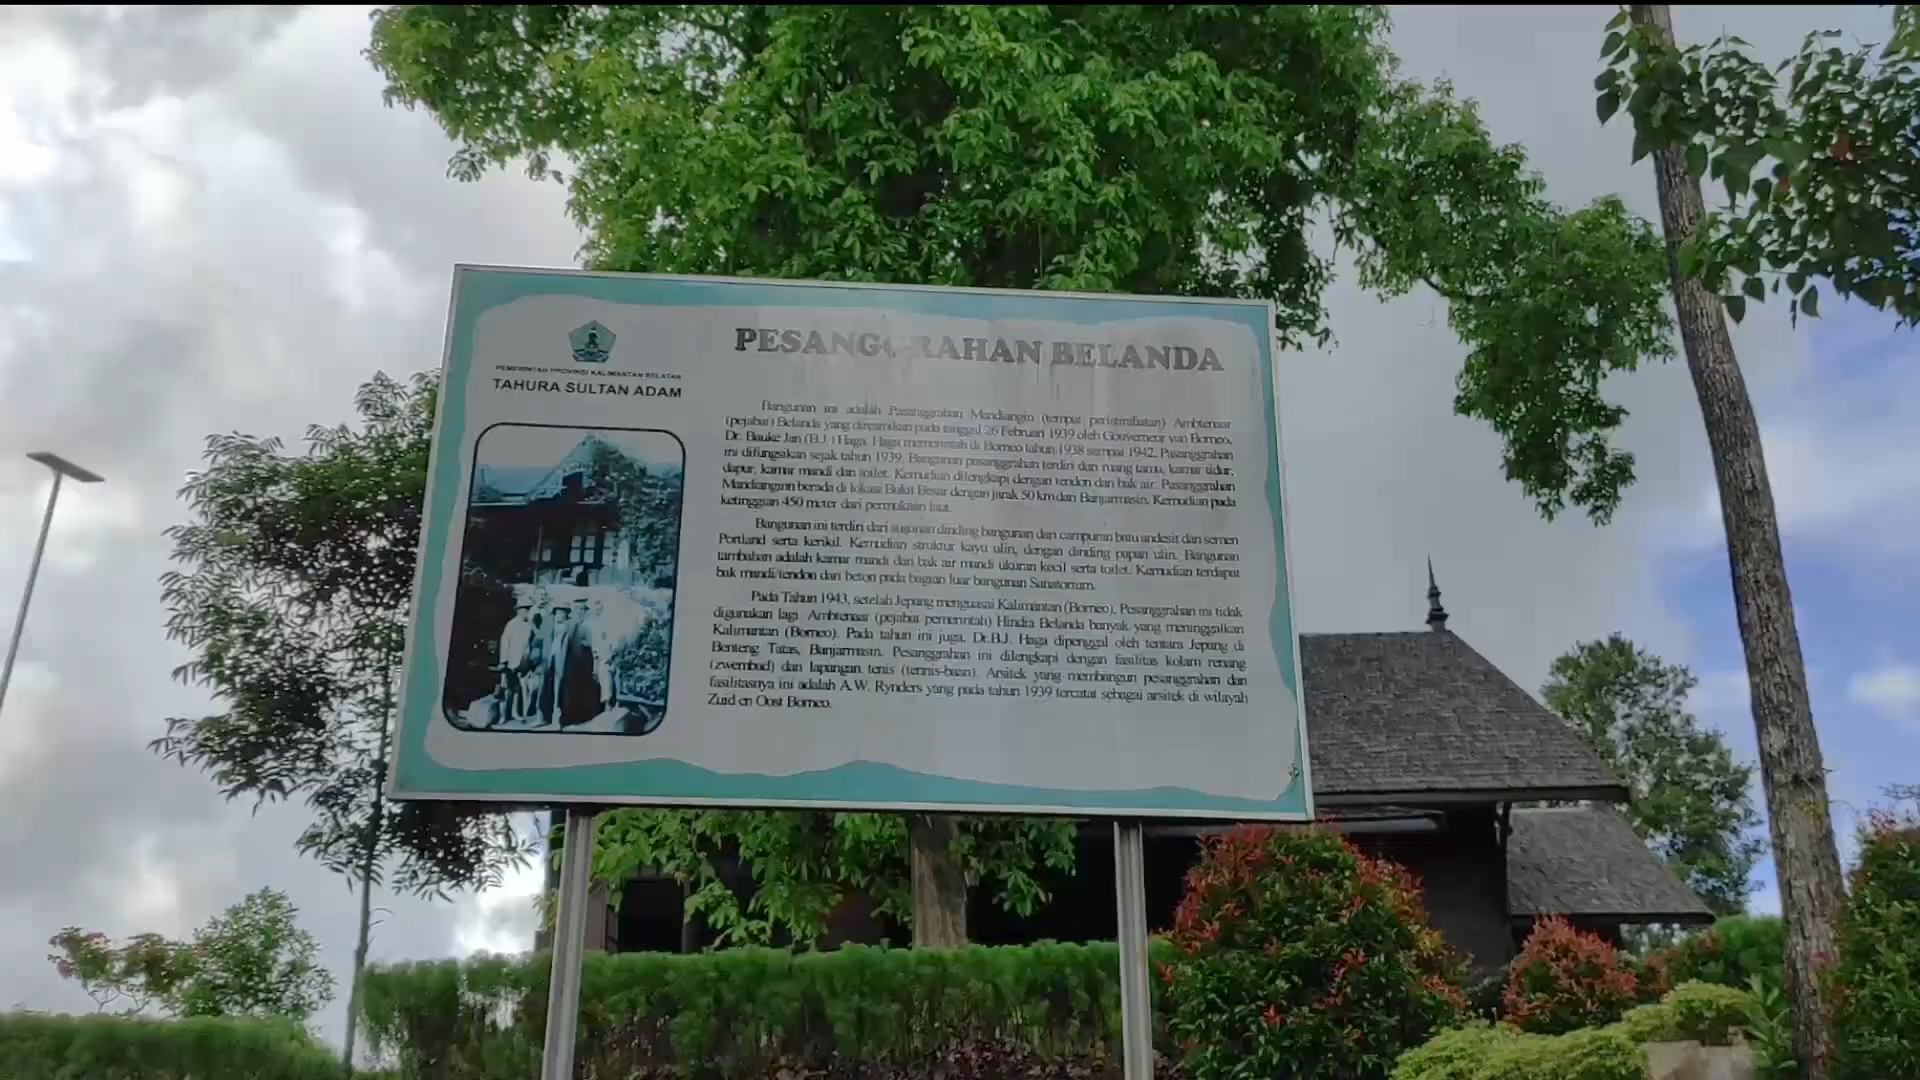 PEMERINTAH PROVINSI KALIMANTAN SELATAN
TAHURA SULTAN ADAM
PESANGGRAHAN BELANDA
Bangunan ini adalah Pasanggrahan Mandiangin (tempat peristirahatan) Ambtenaar
(pejabat) Belanda yang diresmikan pada tanggal 26 Februari 1939 oleh Gouverneur van Borneo,
Dr. Bauke Jan (B.J.) Haga. Haga memerintah di Borneo tahun 1938 sampai 1942. Pasanggrahan
ini difungsikan sejak tahun 1939. Bangunan pasanggrahan terdiri dari ruang tamu, kamar tidur,
dapur, kamar mandi dan toilet. Kemudian dilengkapi dengan tendon dan bak air. Pasanggrahan
Mandiangin berada di lokasi Bukit Besar dengan jarak 50 km dari Banjarmasin. Kemudian pada
ketinggian 450 meter dari permukaan laut.
Bangunan ini terdiri dari susunan dinding bangunan dari campuran batu andesit dan semen
Portland serta kerikil. Kemudian struktur kayu ulin, dengan dinding papan ulin. Bangunan
tambahan adalah kamar mandi dan bak air mandi ukuran kecil serta toilet. Kemudian terdapat
bak mandi/tendon dari beton pada bagian luar bangunan Sanatorium.
Pada Tahun 1943, setelah Jepang menguasai Kalimantan (Borneo), Pesanggrahan ini tidak
digunakan lagi. Ambtenaar (pejabat pemerintah) Hindia Belanda banyak yang meninggalkan
Kalimantan (Borneo). Pada tahun ini juga, Dr.B.J. Haga dipenggal oleh tentara Jepang di
Benteng Tatas, Banjarmasin. Pesanggrahan ini dilengkapi dengan fasilitas kolam renang
(zwembad) dan lapangan tenis (tennis-baan). Arsitek yang membangun pesanggrahan dan
fasilitasnya ini adalah A.W. Rynders yang pada tahun 1939 tercatat sebagai arsitek di wilayah
Zuid en Oost Borneo.